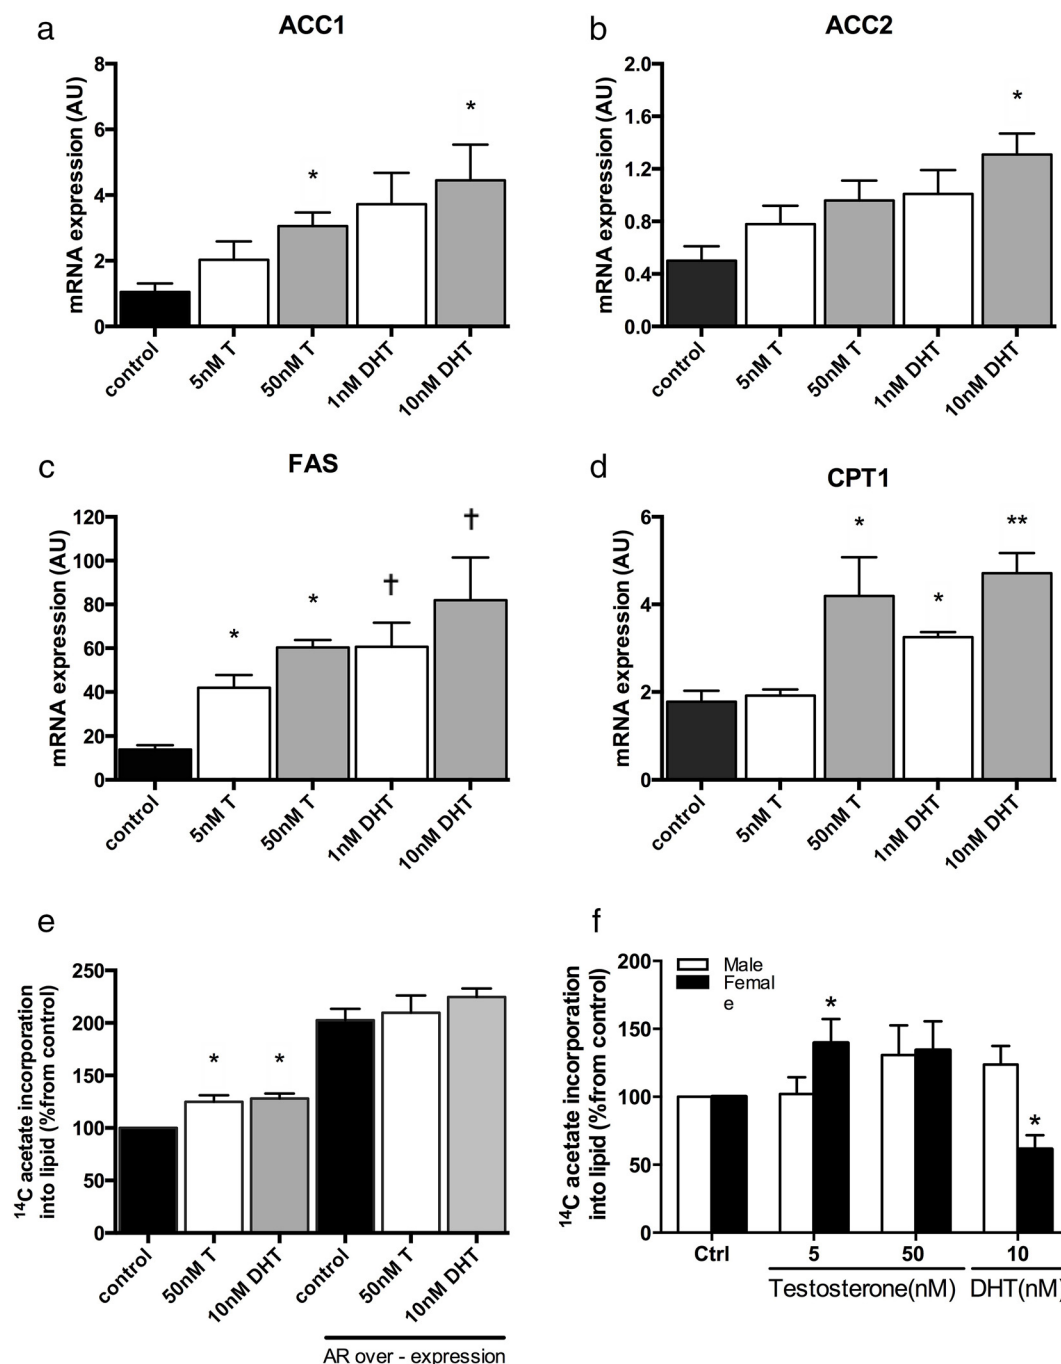 a
ACC1
mRNA expression (AU)
8
6
4
2
0
*
*
control
5nM T
50nM T
1nM DHT
10nM DHT
b
ACC2
mRNA expression (AU)
2.0
1.6
1.2
0.8
0.4
0.0
*
control
5nM T
50nM T
1nM DHT
10nM DHT
c
FAS
mRNA expression (AU)
120
100
80
60
40
20
0
*
*
†
†
control
5nM T
50nM T
1nM DHT
10nM DHT
d
CPT1
mRNA expression (AU)
6
4
2
0
*
*
**
control
5nM T
50nM T
1nM DHT
10nM DHT
e
14C acetate incorporation
into lipid (%from control)
250
200
150
100
50
0
*
*
control
50nM T
10nM DHT
control
50nM T
10nM DHT
AR over - expression
f
14C acetate incorporation
into lipid (%from control)
200
150
100
50
0
Male
Femal
e
*
*
Ctrl
5
50
10
Testosterone(nM)
DHT(nM)